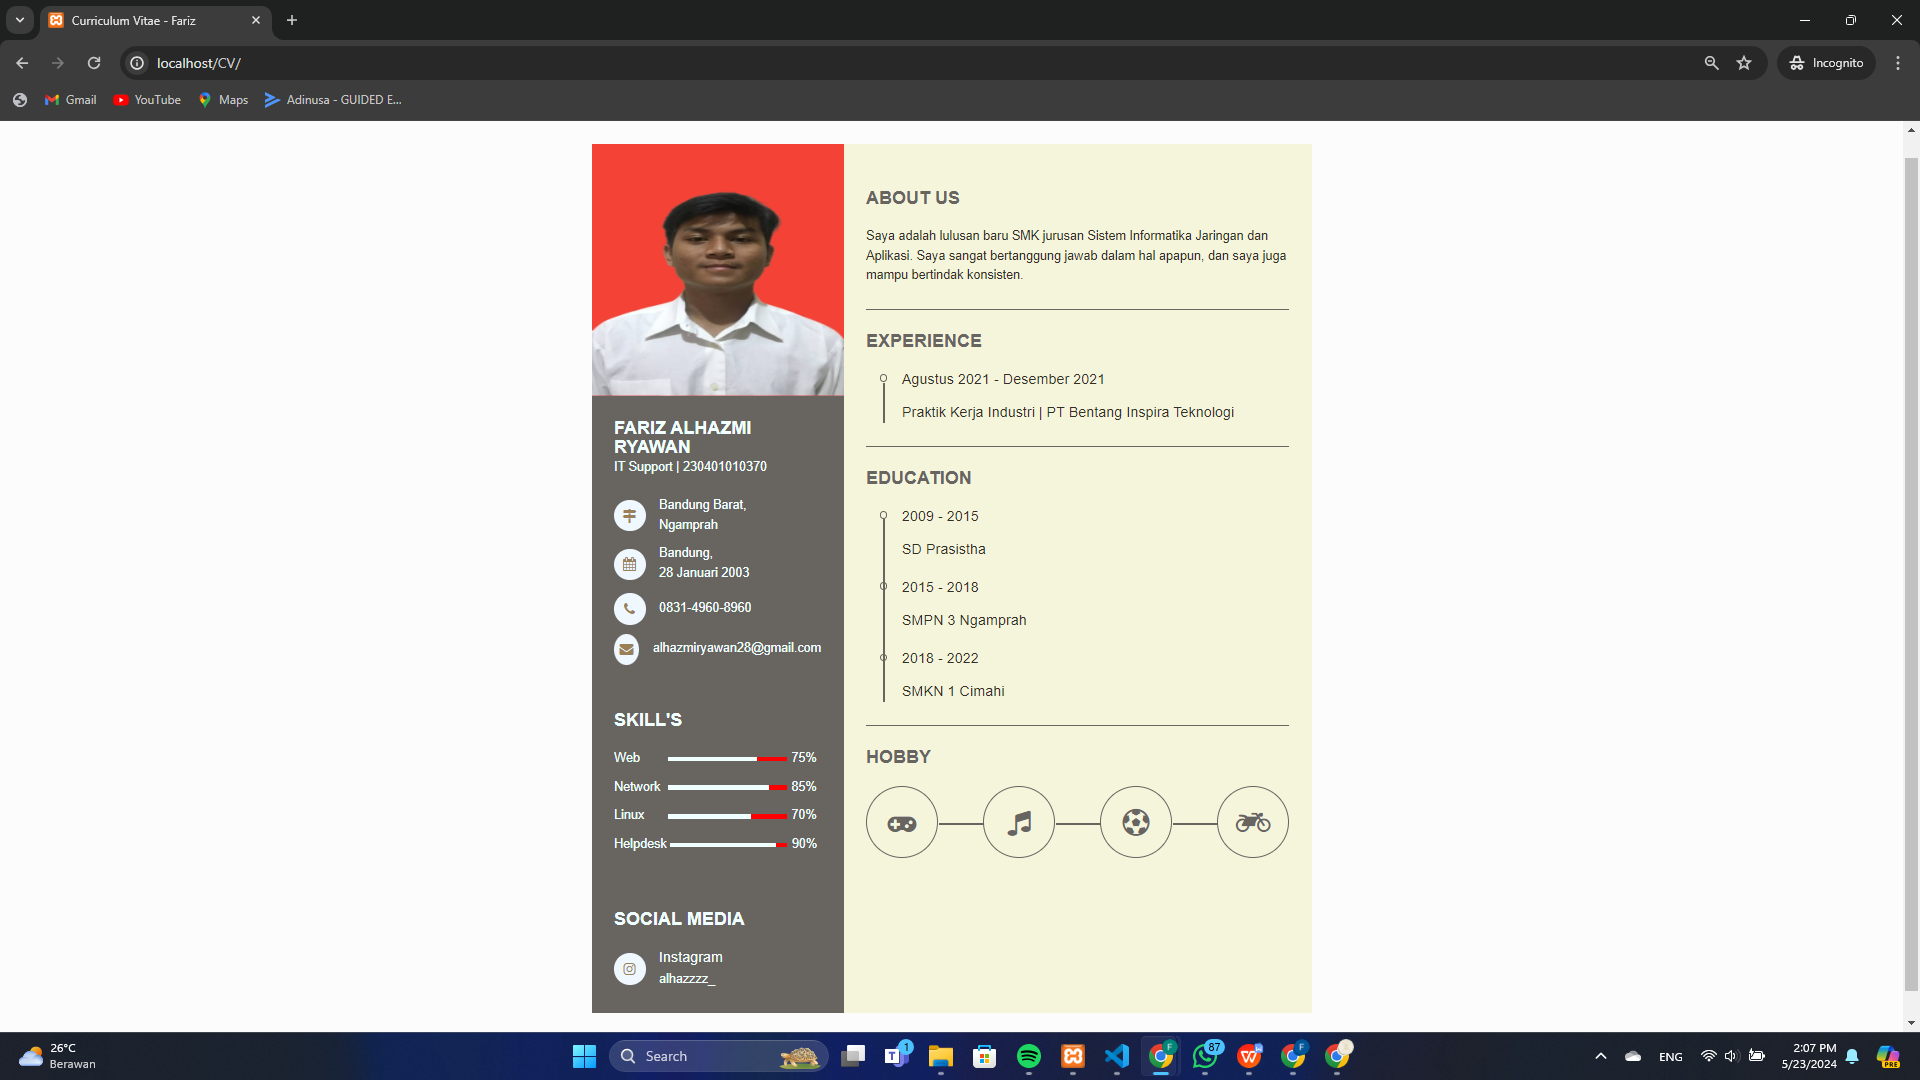 Curriculum Vitae - Fariz
localhost/CV/
Incognito
Gmail
YouTube
Maps
Adinusa - GUIDED E...
FARIZ ALHAZMI
RYAWAN
IT Support | 230401010370
Bandung Barat,
Ngamprah
Bandung,
28 Januari 2003
0831-4960-8960
alhazmiryawan28@gmail.com
SKILL'S
Web 75%
Network 85%
Linux 70%
Helpdesk 90%
SOCIAL MEDIA
Instagram
alhazzzz_
ABOUT US
Saya adalah lulusan baru SMK jurusan Sistem Informatika Jaringan dan
Aplikasi. Saya sangat bertanggung jawab dalam hal apapun, dan saya juga
mampu bertindak konsisten.
EXPERIENCE
Agustus 2021 - Desember 2021
Praktik Kerja Industri | PT Bentang Inspira Teknologi
EDUCATION
2009 - 2015
SD Prasistha
2015 - 2018
SMPN 3 Ngamprah
2018 - 2022
SMKN 1 Cimahi
HOBBY
26°C
Berawan
Search
1
87
F
F
ENG
2:07 PM
5/23/2024
PRE